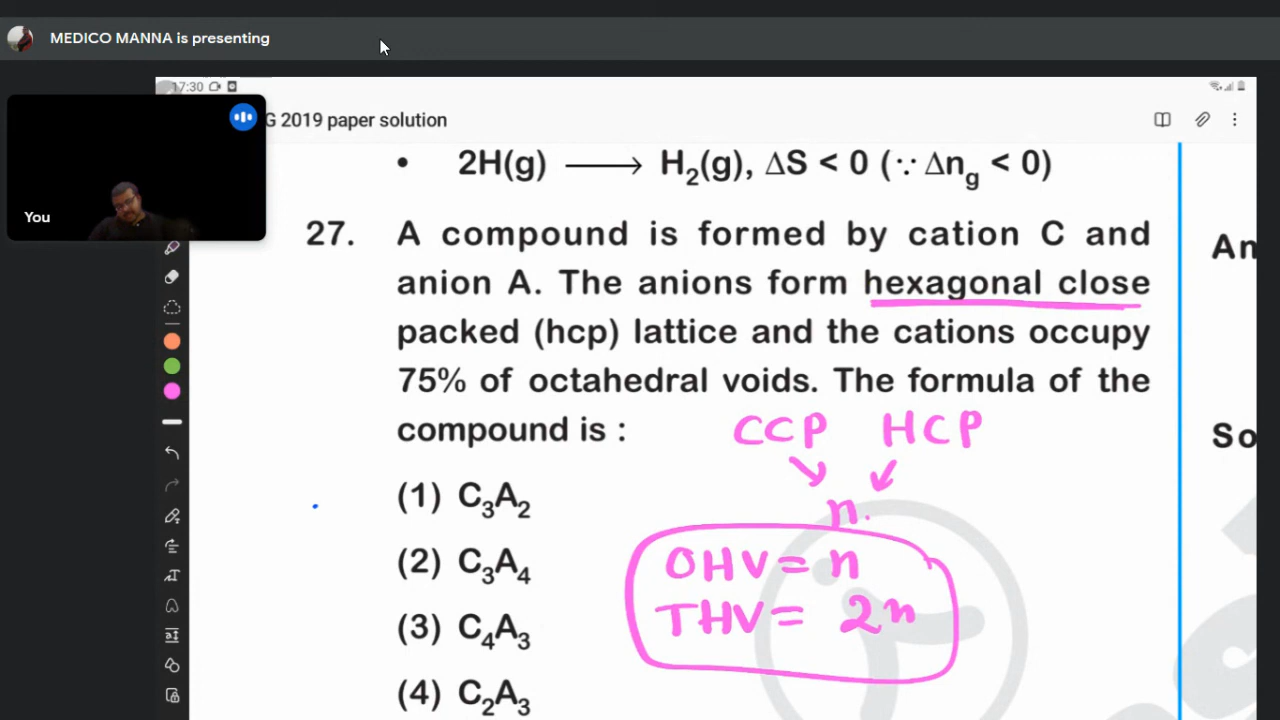 MEDICO MANNA is presenting
17:30
G 2019 paper solution
You
• 2H(g) ⟶ H₂(g), ΔS < 0 (∵ Δn_g < 0)
27. A compound is formed by cation C and
anion A. The anions form hexagonal close
packed (hcp) lattice and the cations occupy
75% of octahedral voids. The formula of the
compound is :
CCP HCP
n.
(1) C₃A₂
(2) C₃A₄
(3) C₄A₃
(4) C₂A₃
OHV = n
THV = 2n
An
So